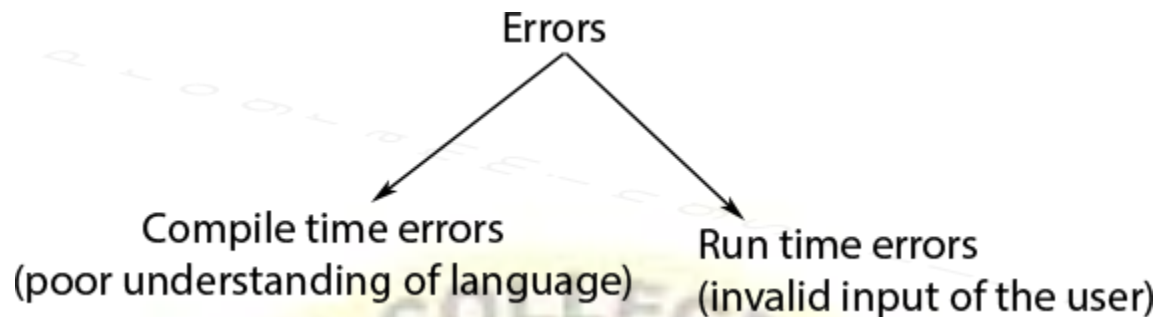 Errors
Compile time errors
(poor understanding of language)
Run time errors
(invalid input of the user)